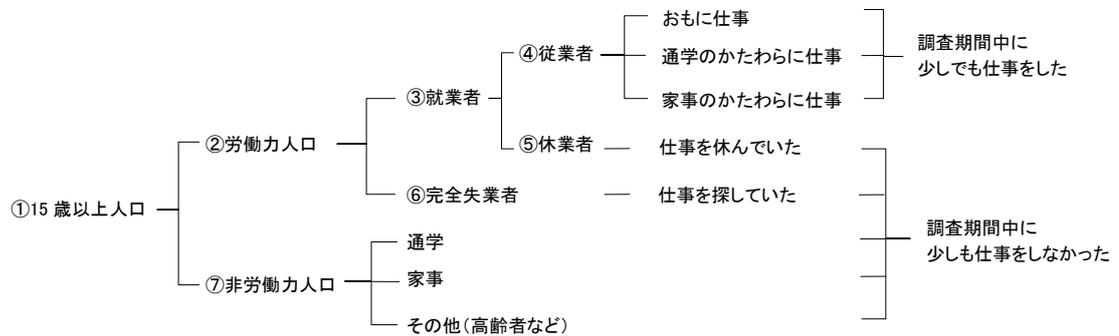 おもに仕事
④従業者
通学のかたわらに仕事
調査期間中に
少しでも仕事をした
③就業者
家事のかたわらに仕事
②労働力人口
⑤休業者
仕事を休んでいた
⑥完全失業者
仕事を探していた
①15 歳以上人口
通学
調査期間中に
少しも仕事をしなかった
⑦非労働力人口
家事
その他(高齢者など)